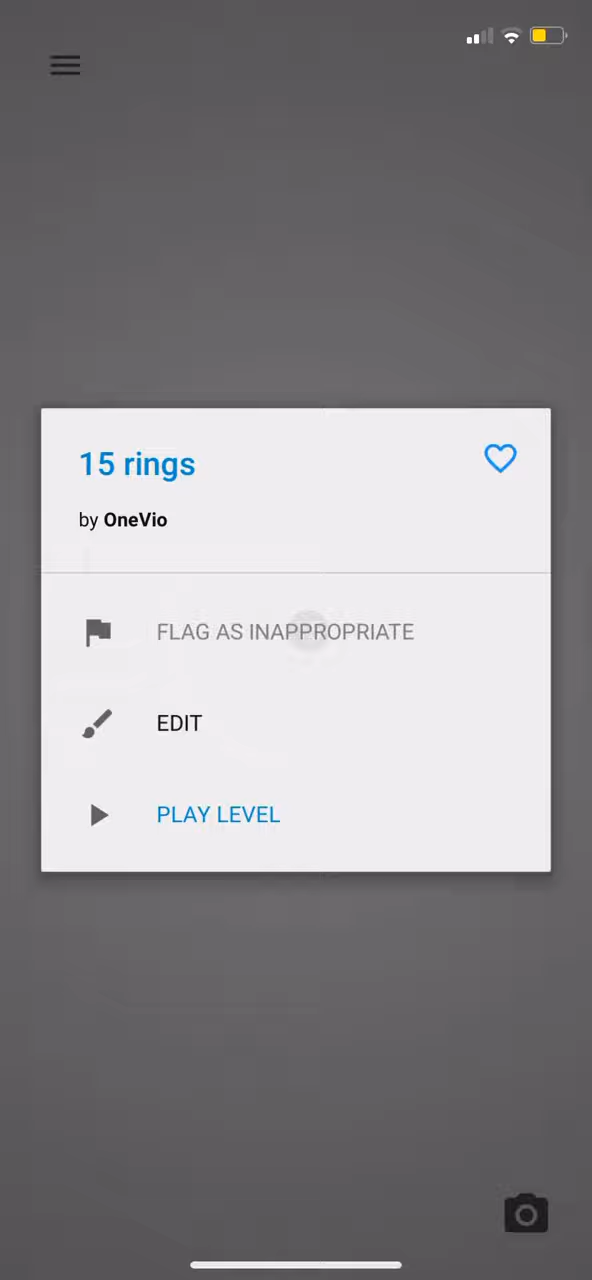 15 rings
by OneVio
FLAG AS INAPPROPRIATE
EDIT
PLAY LEVEL